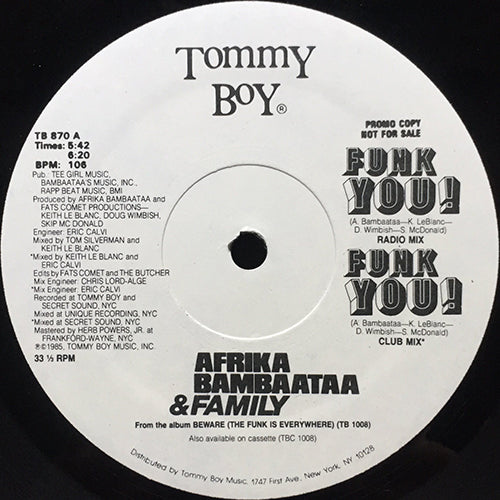 TOMMY
BOY®
TB 870 A
Times: 5:42
6:20
BPM: 106
Pub.: TEE GIRL MUSIC,
BAMBAATAA'S MUSIC, INC.,
RAPP BEAT MUSIC, BMI
Produced by AFRIKA BAMBAATAA and
FATS COMET PRODUCTIONS—
KEITH LE BLANC, DOUG WIMBISH,
SKIP MC DONALD
Engineer: ERIC CALVI
Mixed by TOM SILVERMAN and
KEITH LE BLANC
*Mixed by KEITH LE BLANC and
ERIC CALVI
Edits by FATS COMET and THE BUTCHER
Mix Engineer: CHRIS LORD-ALGE
*Mix Engineer: ERIC CALVI
Recorded at TOMMY BOY and
SECRET SOUND, NYC
Mixed at UNIQUE RECORDING, NYC
*Mixed at SECRET SOUND, NYC
Mastered by HERB POWERS, JR. at
FRANKFORD-WAYNE, NYC
℗©1985, TOMMY BOY MUSIC, INC.
33 ⅓ RPM
PROMO COPY
NOT FOR SALE
FUNK
YOU!
(A. Bambaataa—K. LeBlanc—
D. Wimbish—S. McDonald)
RADIO MIX
FUNK
YOU!
(A. Bambaataa—K. LeBlanc—
D. Wimbish—S. McDonald)
CLUB MIX*
AFRIKA
BAMBAATAA
& FAMILY
From the album BEWARE (THE FUNK IS EVERYWHERE) (TB 1008)
Also available on cassette (TBC 1008)
Distributed by Tommy Boy Music, 1747 First Ave., New York, NY 10128